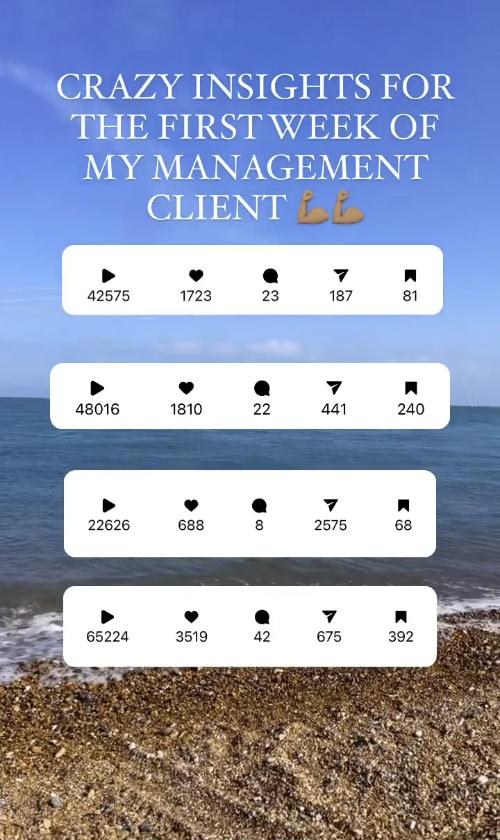 CRAZY INSIGHTS FOR
THE FIRST WEEK OF
MY MANAGEMENT
CLIENT 💪🏽💪🏽
42575 1723 23 187 81
48016 1810 22 441 240
22626 688 8 2575 68
65224 3519 42 675 392